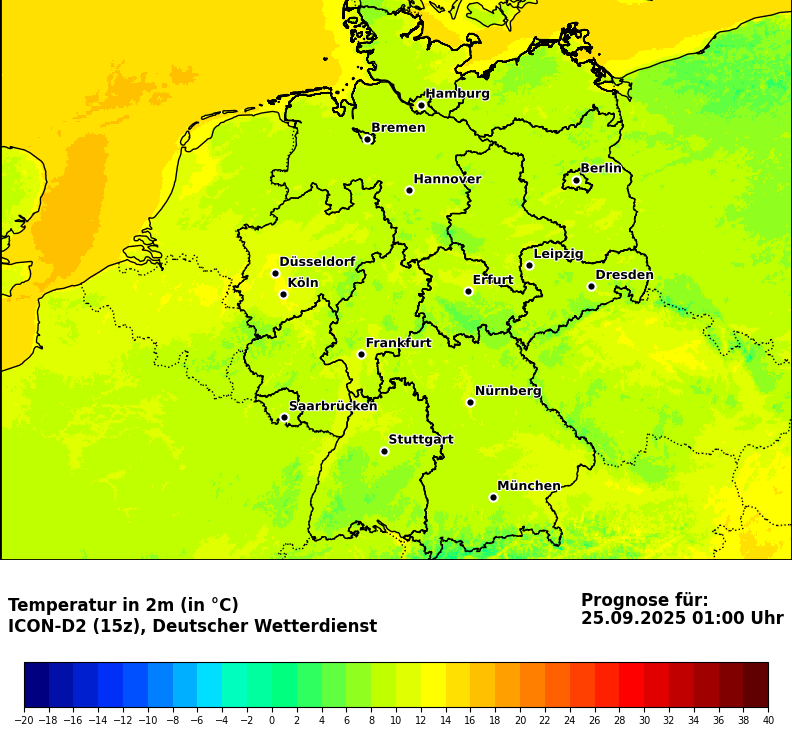 Hamburg
Bremen
Berlin
Hannover
Düsseldorf
Leipzig
Köln
Erfurt
Dresden
Frankfurt
Nürnberg
Saarbrücken
Stuttgart
München
Temperatur in 2m (in °C)
ICON-D2 (15z), Deutscher Wetterdienst
Prognose für:
25.09.2025 01:00 Uhr
−20 −18 −16 −14 −12 −10 −8 −6 −4 −2 0 2 4 6 8 10 12 14 16 18 20 22 24 26 28 30 32 34 36 38 40